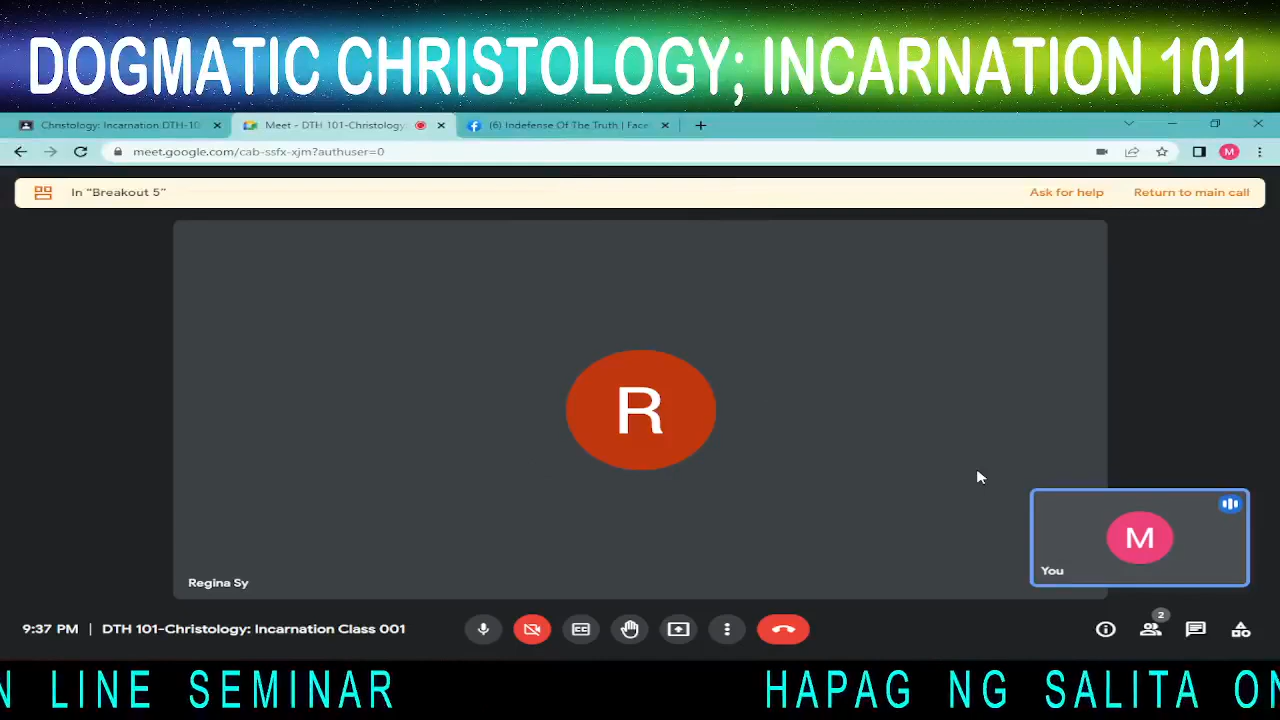 DOGMATIC CHRISTOLOGY; INCARNATION 101
Christology: Incarnation DTH-10
Meet - DTH 101-Christology:
(6) Indefense Of The Truth | Face
meet.google.com/cab-ssfx-xjm?authuser=0
M
In “Breakout 5”
Ask for help
Return to main call
R
M
You
Regina Sy
9:37 PM | DTH 101-Christology: Incarnation Class 001
2
N LINE SEMINAR HAPAG NG SALITA ON